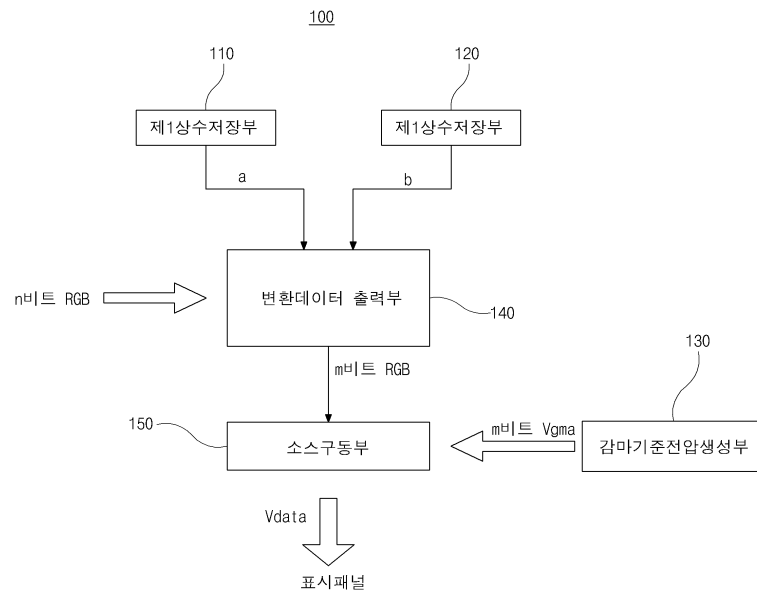 100
110
120
제1상수저장부
제1상수저장부
a
b
n비트 RGB
변환데이터 출력부
140
m비트 RGB
130
150
소스구동부
m비트 Vgma
감마기준전압생성부
Vdata
표시패널